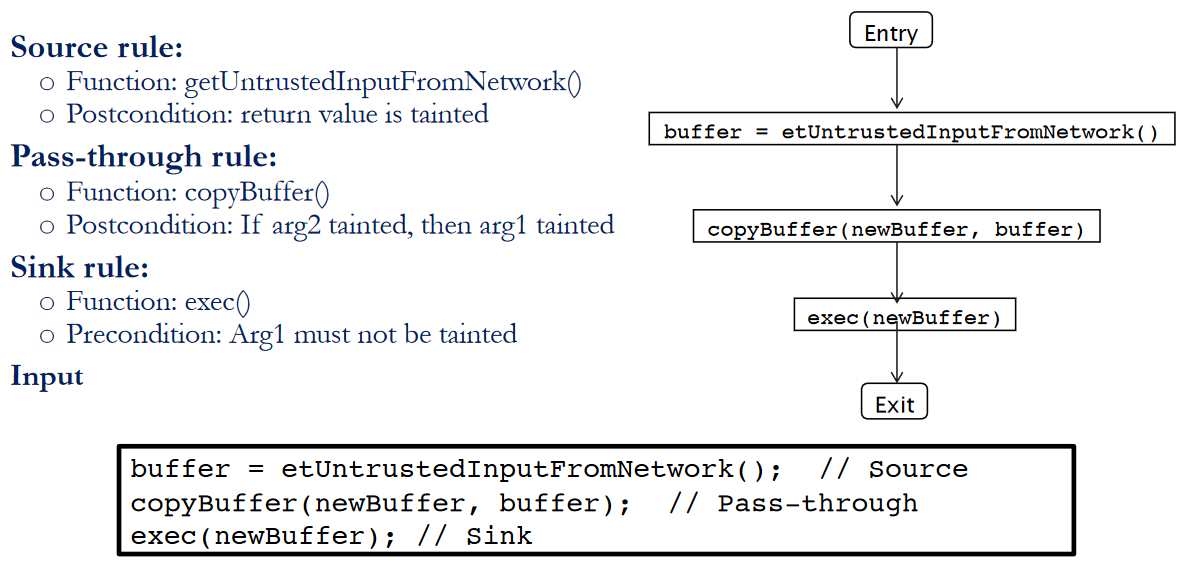 Source rule:
○ Function: getUntrustedInputFromNetwork()
○ Postcondition: return value is tainted
Pass-through rule:
○ Function: copyBuffer()
○ Postcondition: If arg2 tainted, then arg1 tainted
Sink rule:
○ Function: exec()
○ Precondition: Arg1 must not be tainted
Input
Entry
buffer = etUntrustedInputFromNetwork()
copyBuffer(newBuffer, buffer)
exec(newBuffer)
Exit
buffer = etUntrustedInputFromNetwork();  // Source
copyBuffer(newBuffer, buffer);  // Pass-through
exec(newBuffer); // Sink